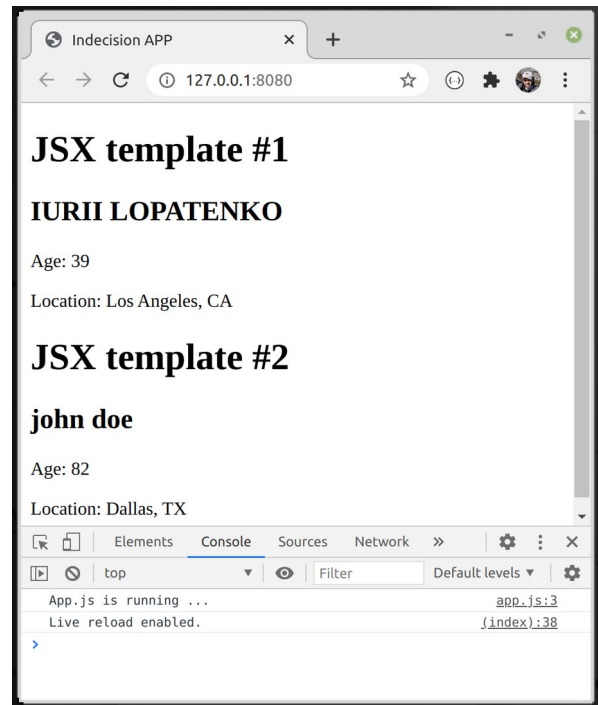 Indecision APP
127.0.0.1:8080
JSX template #1
IURII LOPATENKO
Age: 39
Location: Los Angeles, CA
JSX template #2
john doe
Age: 82
Location: Dallas, TX
Elements Console Sources Network
top Filter Default levels
App.js is running ... app.js:3
Live reload enabled. (index):38